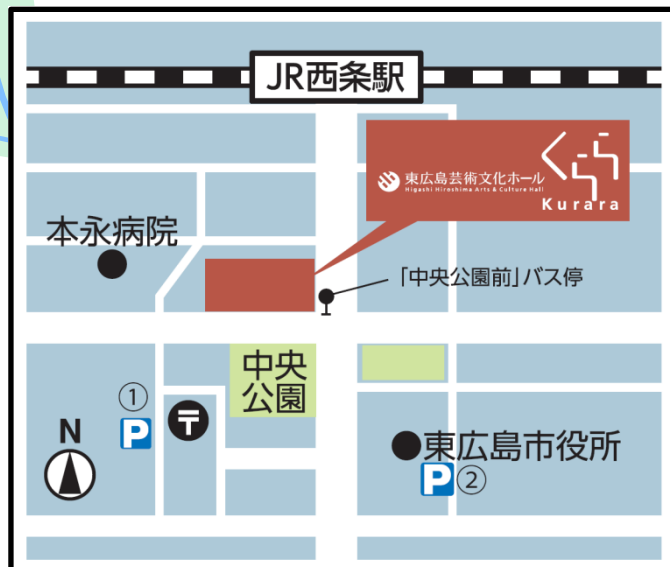 JR西条駅
東広島芸術文化ホール
Higashi Hiroshima Arts & Culture Hall
くらら
Kurara
本永病院
「中央公園前」バス停
中央
公園
①
P
〒
N
東広島市役所
P②